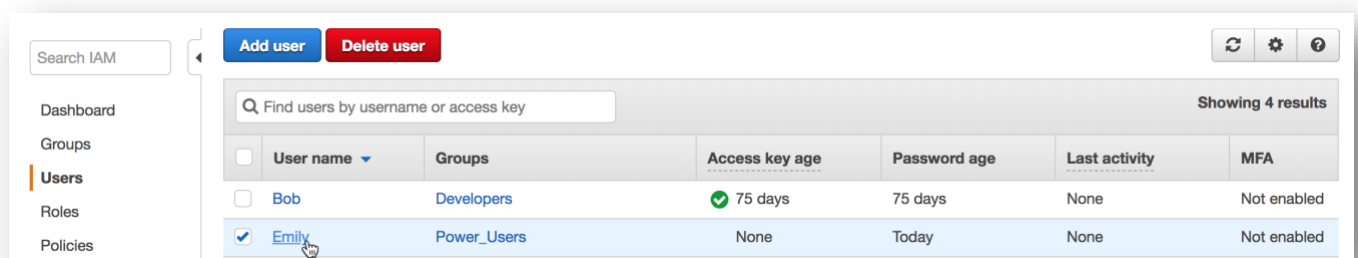 Add user Delete user
Search IAM
Find users by username or access key Showing 4 results
Dashboard
Groups
Users
Roles
Policies
User name Groups Access key age Password age Last activity MFA
Bob Developers 75 days 75 days None Not enabled
Emily Power_Users None Today None Not enabled